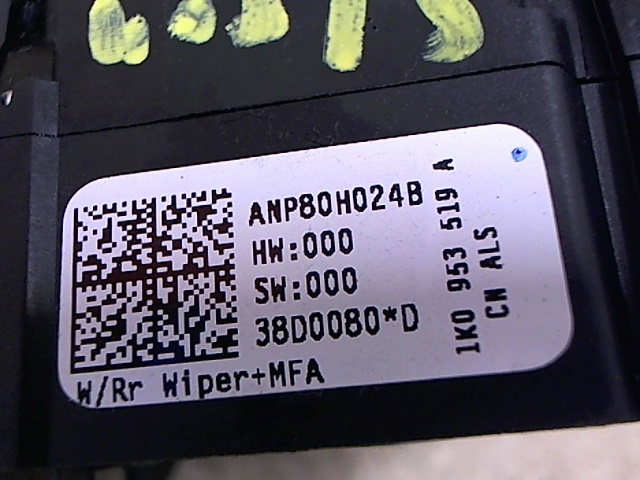 ANP80H024B
HW:000
SW:000
38D0080*D
W/Rr Wiper+MFA
1K0 953 519 A
CN ALS